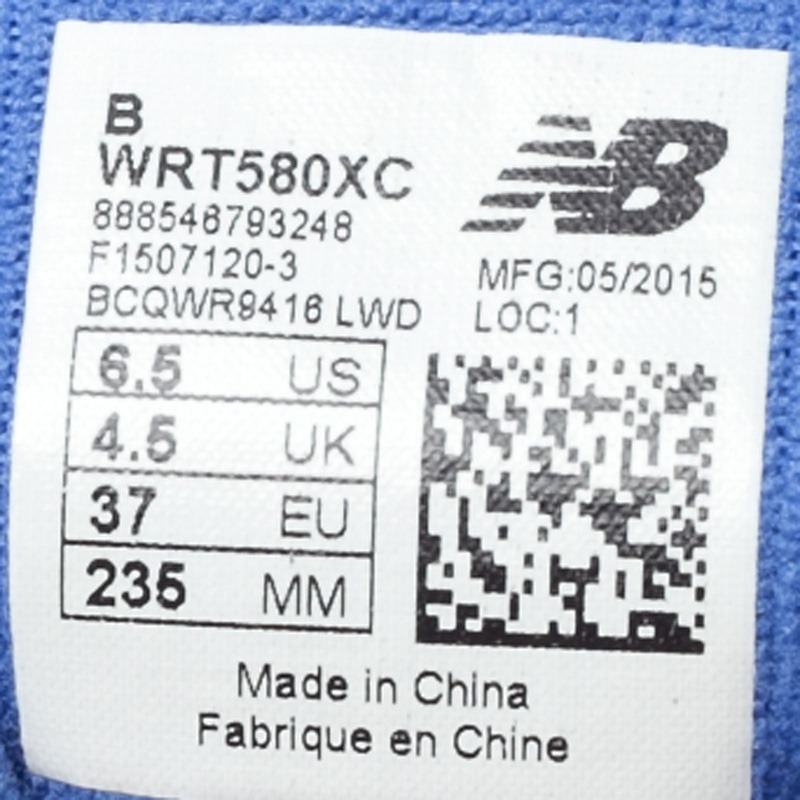 B
WRT580XC
888546793248
F1507120-3
BCQWR9416 LWD
NB
MFG:05/2015
LOC:1
6.5 US
4.5 UK
37 EU
235 MM
Made in China
Fabrique en Chine